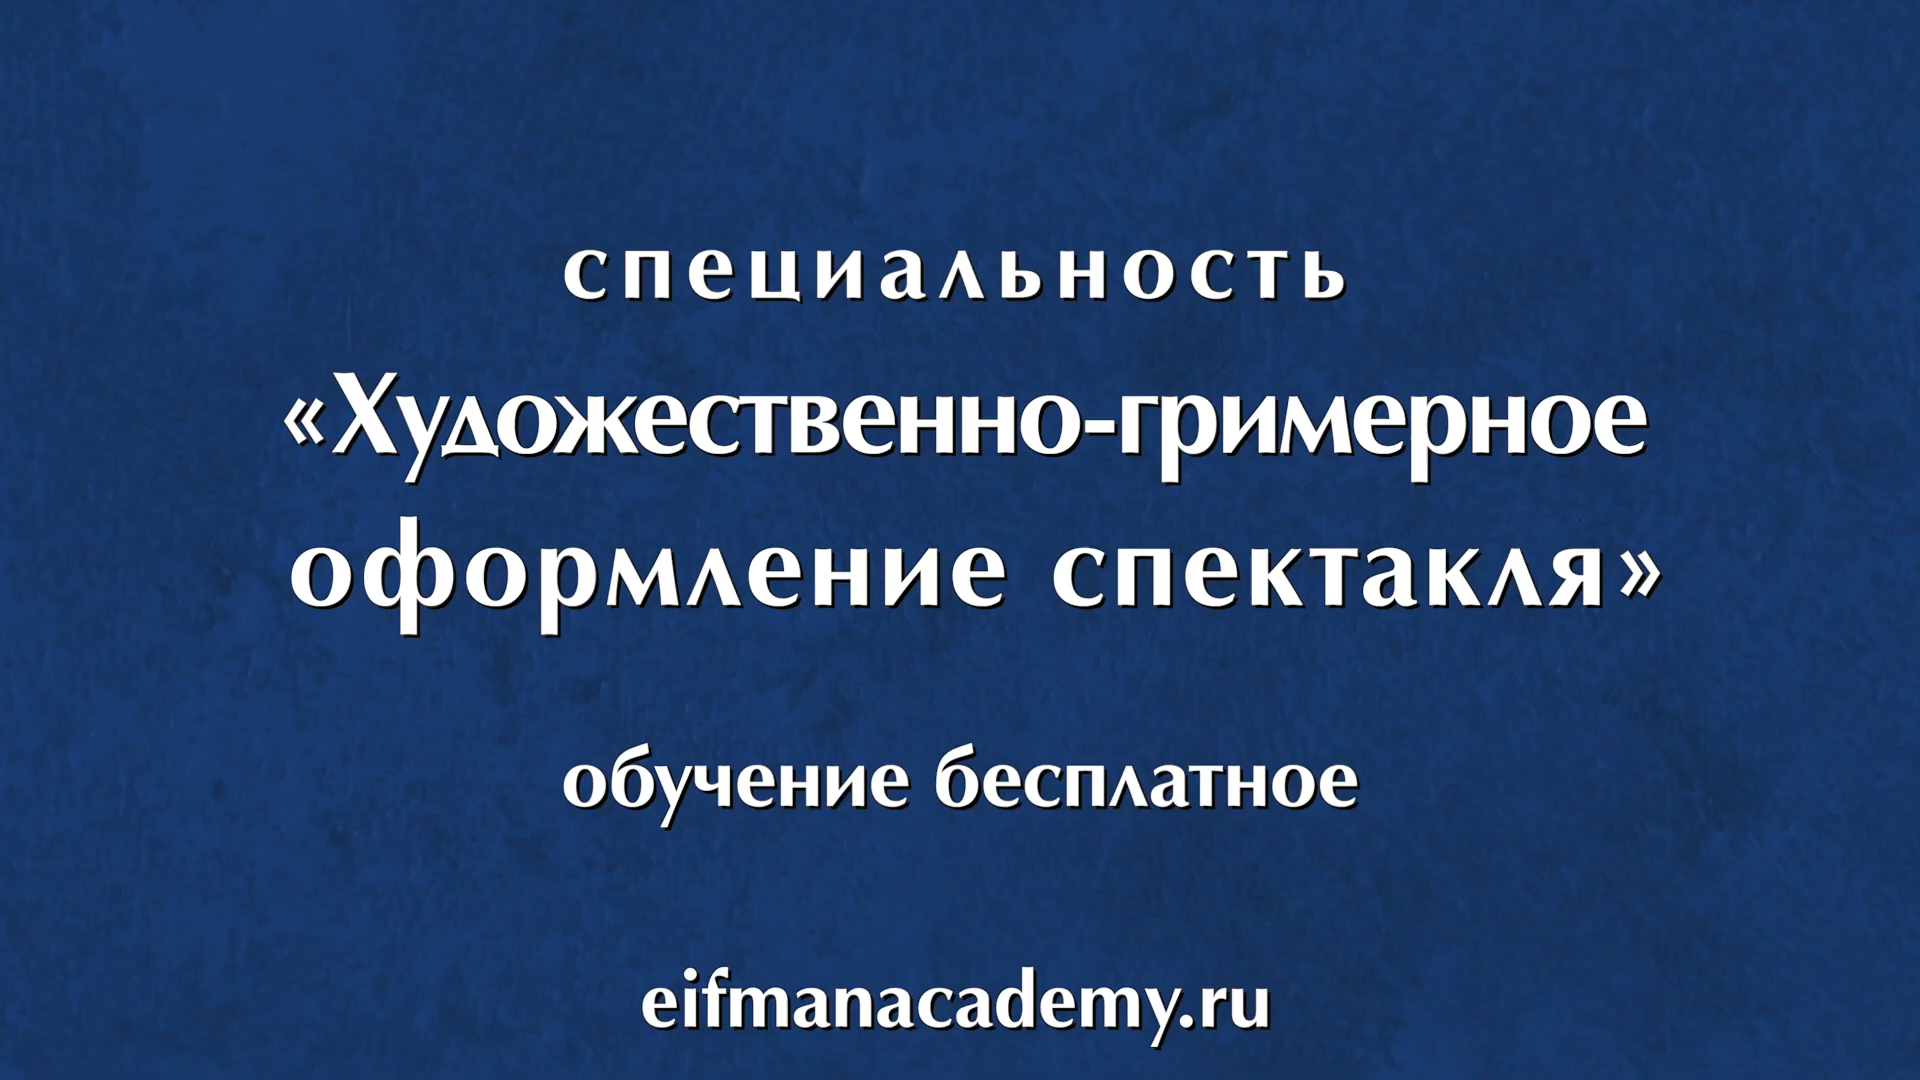 специальность
«Художественно-гримерное
оформление спектакля»
обучение бесплатное
eifmanacademy.ru